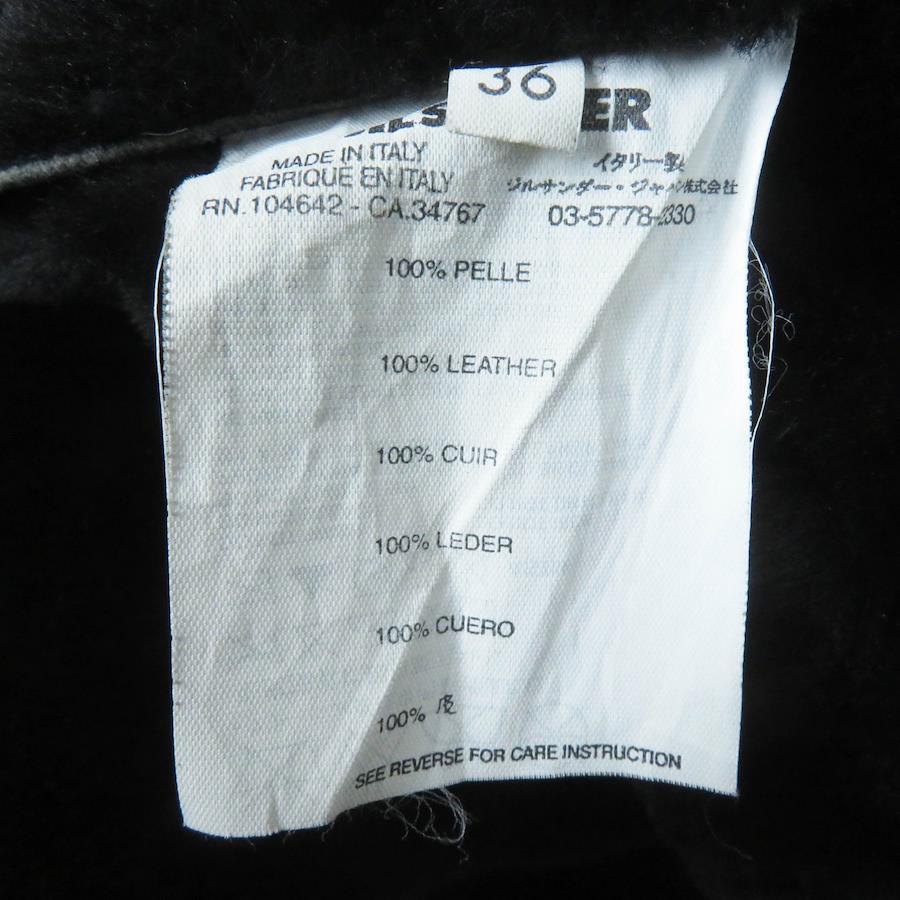 36
MADE IN ITALY
FABRIQUE EN ITALY
RN.104642 - CA.34767
イタリー製
ジルサンダー・ジャパン株式会社
03-5778-2330
100% PELLE
100% LEATHER
100% CUIR
100% LEDER
100% CUERO
100% 皮
SEE REVERSE FOR CARE INSTRUCTION